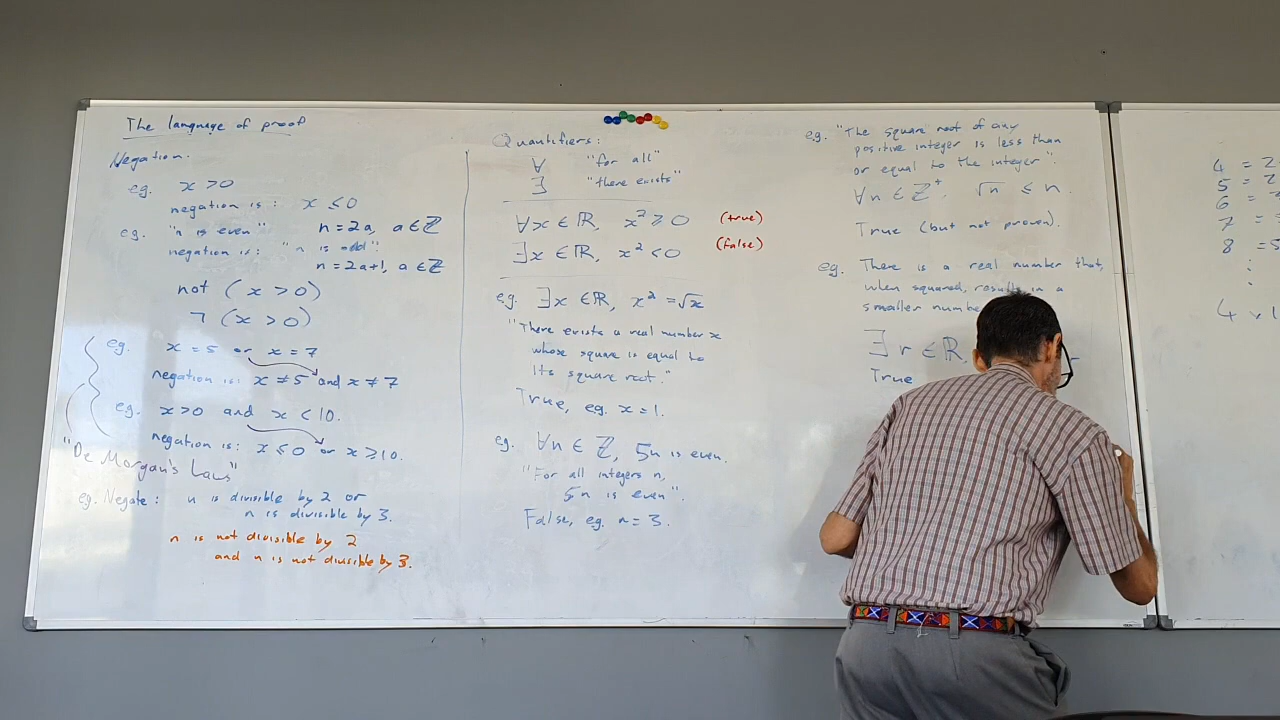 The language of proof
Negation.
eg. x > 0
negation is: x ≤ 0
eg. "n is even" n = 2a, a ∈ ℤ
negation is: "n is odd".
n = 2a+1, a ∈ ℤ
not (x > 0)
¬ (x > 0)
eg. x = 5 or x = 7
negation is: x ≠ 5 and x ≠ 7
eg. x > 0 and x < 10.
negation is: x ≤ 0 or x ≥ 10.
"De Morgan's Laws"
eg. Negate: n is divisible by 2 or
n is divisible by 3.
n is not divisible by 2
and n is not divisible by 3.
Quantifiers:
∀ "for all"
∃ "there exists"
∀x ∈ ℝ, x² ≥ 0 (true)
∃x ∈ ℝ, x² < 0 (false)
eg. ∃x ∈ ℝ, x² = √x
"There exists a real number x
whose square is equal to
its square root."
True, eg. x = 1.
eg. ∀n ∈ ℤ, 5n is even.
"For all integers n,
5n is even".
False, eg. n = 3.
eg. "The square root of any
positive integer is less than
or equal to the integer".
∀n ∈ ℤ⁺, √n ≤ n.
True (but not proven).
eg. There is a real number that,
when squared, results in a
smaller number
∃r ∈ ℝ,
True
4 = 2
5 = 2
6 =
7 =
8 =